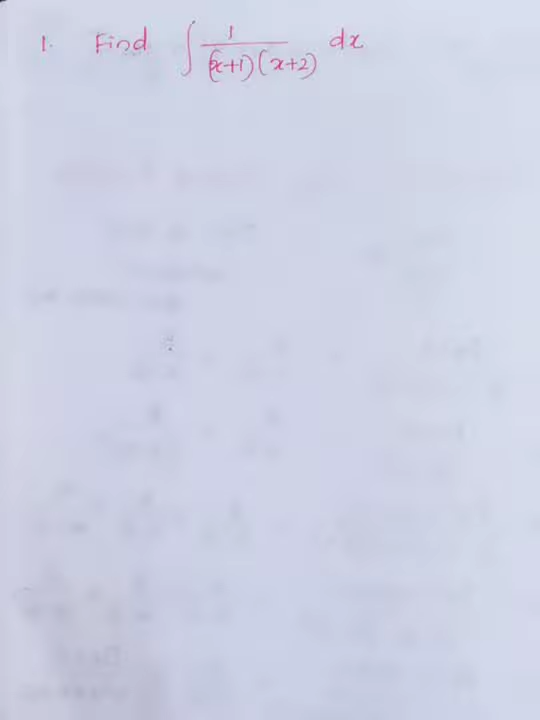 1. Find ∫ 1/((x+1)(x+2)) dx